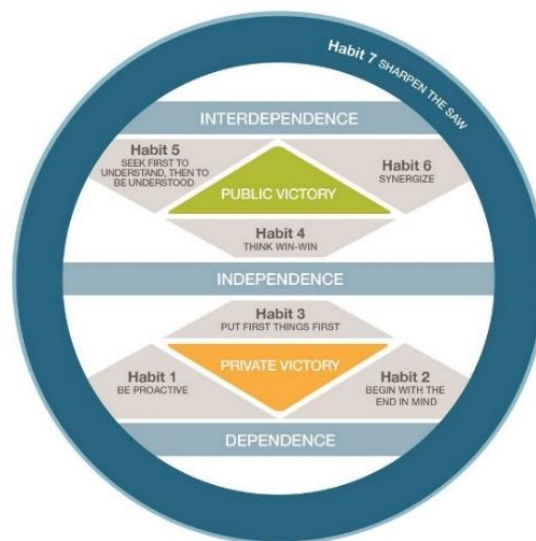 Habit 7 SHARPEN THE SAW
INTERDEPENDENCE
Habit 5
SEEK FIRST TO
UNDERSTAND, THEN TO
BE UNDERSTOOD
Habit 6
SYNERGIZE
PUBLIC VICTORY
Habit 4
THINK WIN-WIN
INDEPENDENCE
Habit 3
PUT FIRST THINGS FIRST
PRIVATE VICTORY
Habit 1
BE PROACTIVE
Habit 2
BEGIN WITH THE
END IN MIND
DEPENDENCE